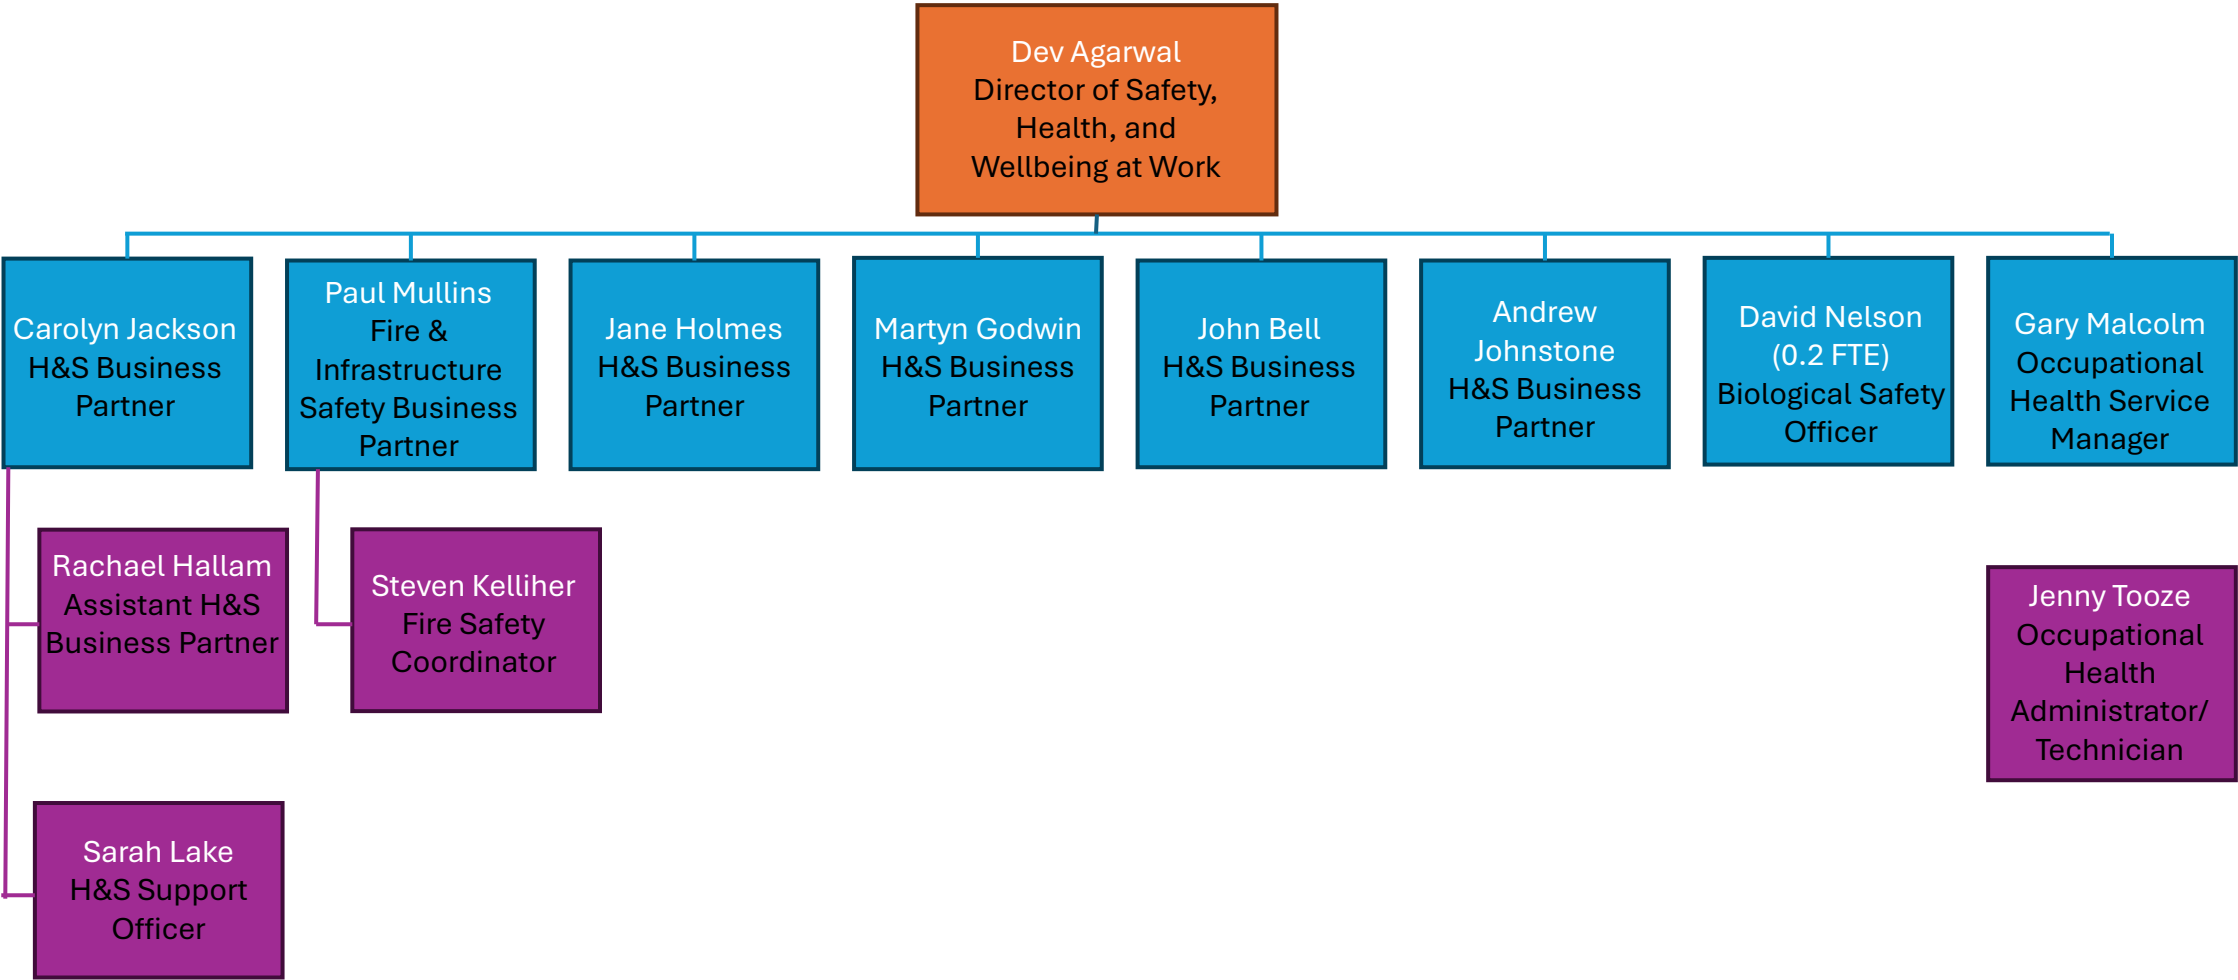 Dev Agarwal
Director of Safety,
Health, and
Wellbeing at Work
Carolyn Jackson
H&S Business
Partner
Paul Mullins
Fire &
Infrastructure
Safety Business
Partner
Jane Holmes
H&S Business
Partner
Martyn Godwin
H&S Business
Partner
John Bell
H&S Business
Partner
Andrew
Johnstone
H&S Business
Partner
David Nelson
(0.2 FTE)
Biological Safety
Officer
Gary Malcolm
Occupational
Health Service
Manager
Rachael Hallam
Assistant H&S
Business Partner
Steven Kelliher
Fire Safety
Coordinator
Jenny Tooze
Occupational
Health
Administrator/
Technician
Sarah Lake
H&S Support
Officer